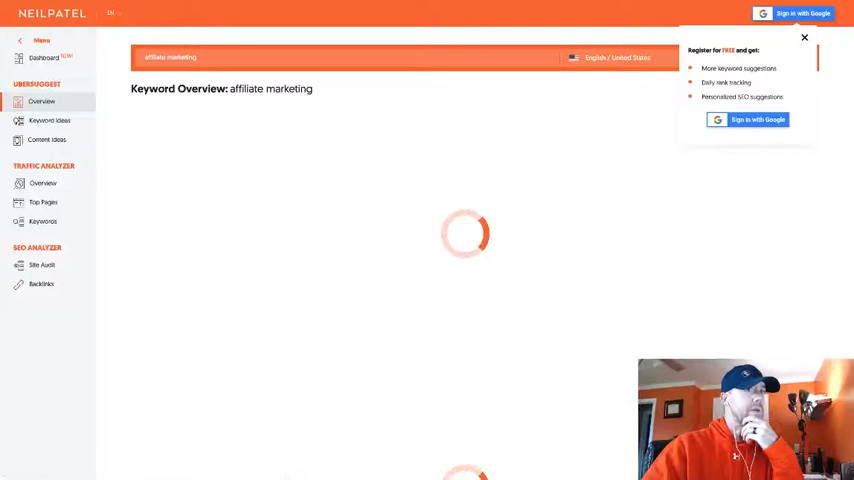 NEILPATEL
EN
Sign in with Google
Menu
Dashboard NEW!
UBERSUGGEST
Overview
Keyword Ideas
Content Ideas
TRAFFIC ANALYZER
Overview
Top Pages
Keywords
SEO ANALYZER
Site Audit
Backlinks
affiliate marketing
English / United States
Keyword Overview: affiliate marketing
Register for FREE and get:
More keyword suggestions
Daily rank tracking
Personalized SEO suggestions
Sign in with Google